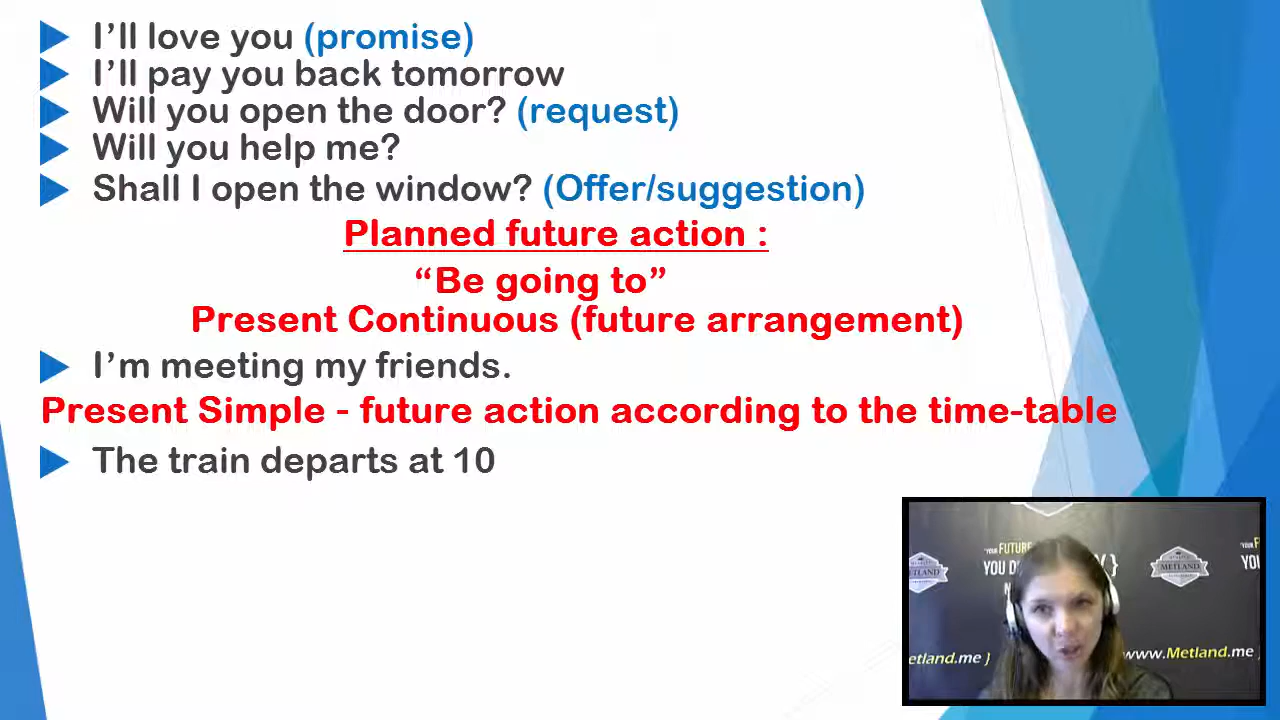 I'll love you (promise)
I'll pay you back tomorrow
Will you open the door? (request)
Will you help me?
Shall I open the window? (Offer/suggestion)
Planned future action :
“Be going to”
Present Continuous (future arrangement)
I'm meeting my friends.
Present Simple - future action according to the time-table
The train departs at 10
"YOUR FUTURE
YOU
METLAND
www.Metland.me }
etland.me }